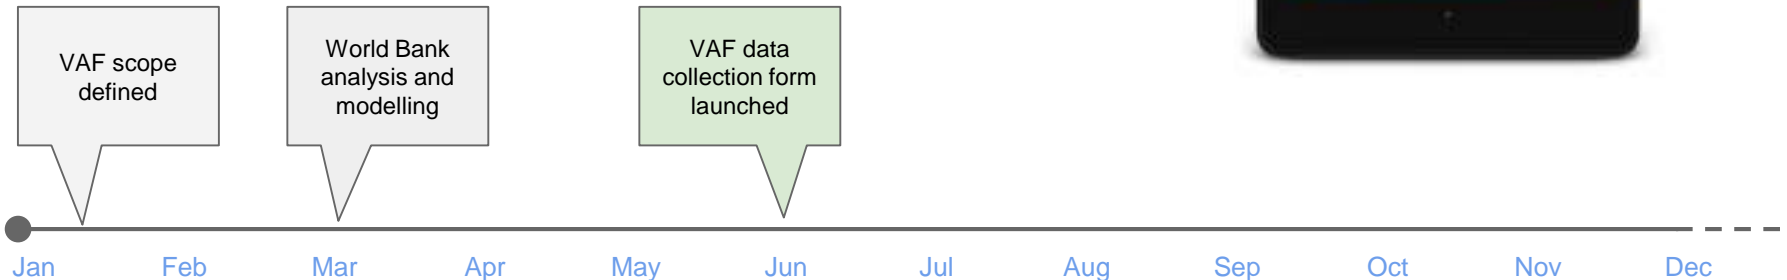 VAF scope
defined
World Bank
analysis and
modelling
VAF data
collection form
launched
Jan Feb Mar Apr May Jun Jul Aug Sep Oct Nov Dec